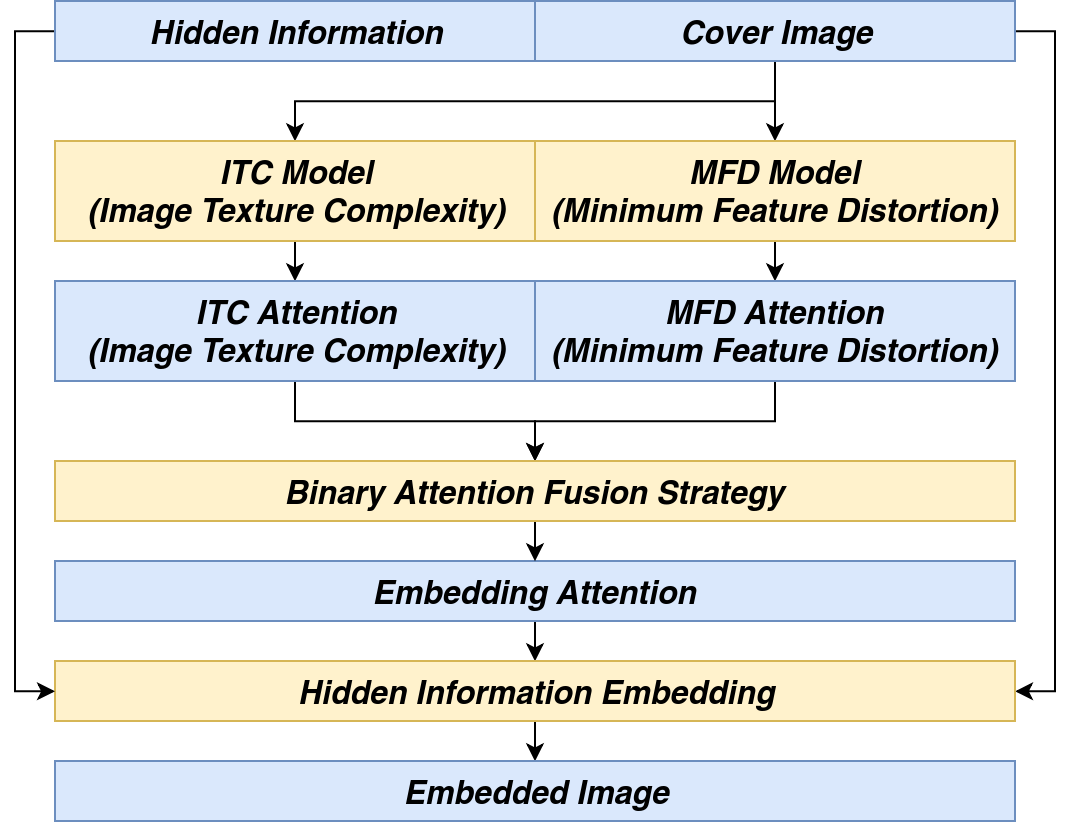 Hidden Information
Cover Image
ITC Model
(Image Texture Complexity)
MFD Model
(Minimum Feature Distortion)
ITC Attention
(Image Texture Complexity)
MFD Attention
(Minimum Feature Distortion)
Binary Attention Fusion Strategy
Embedding Attention
Hidden Information Embedding
Embedded Image